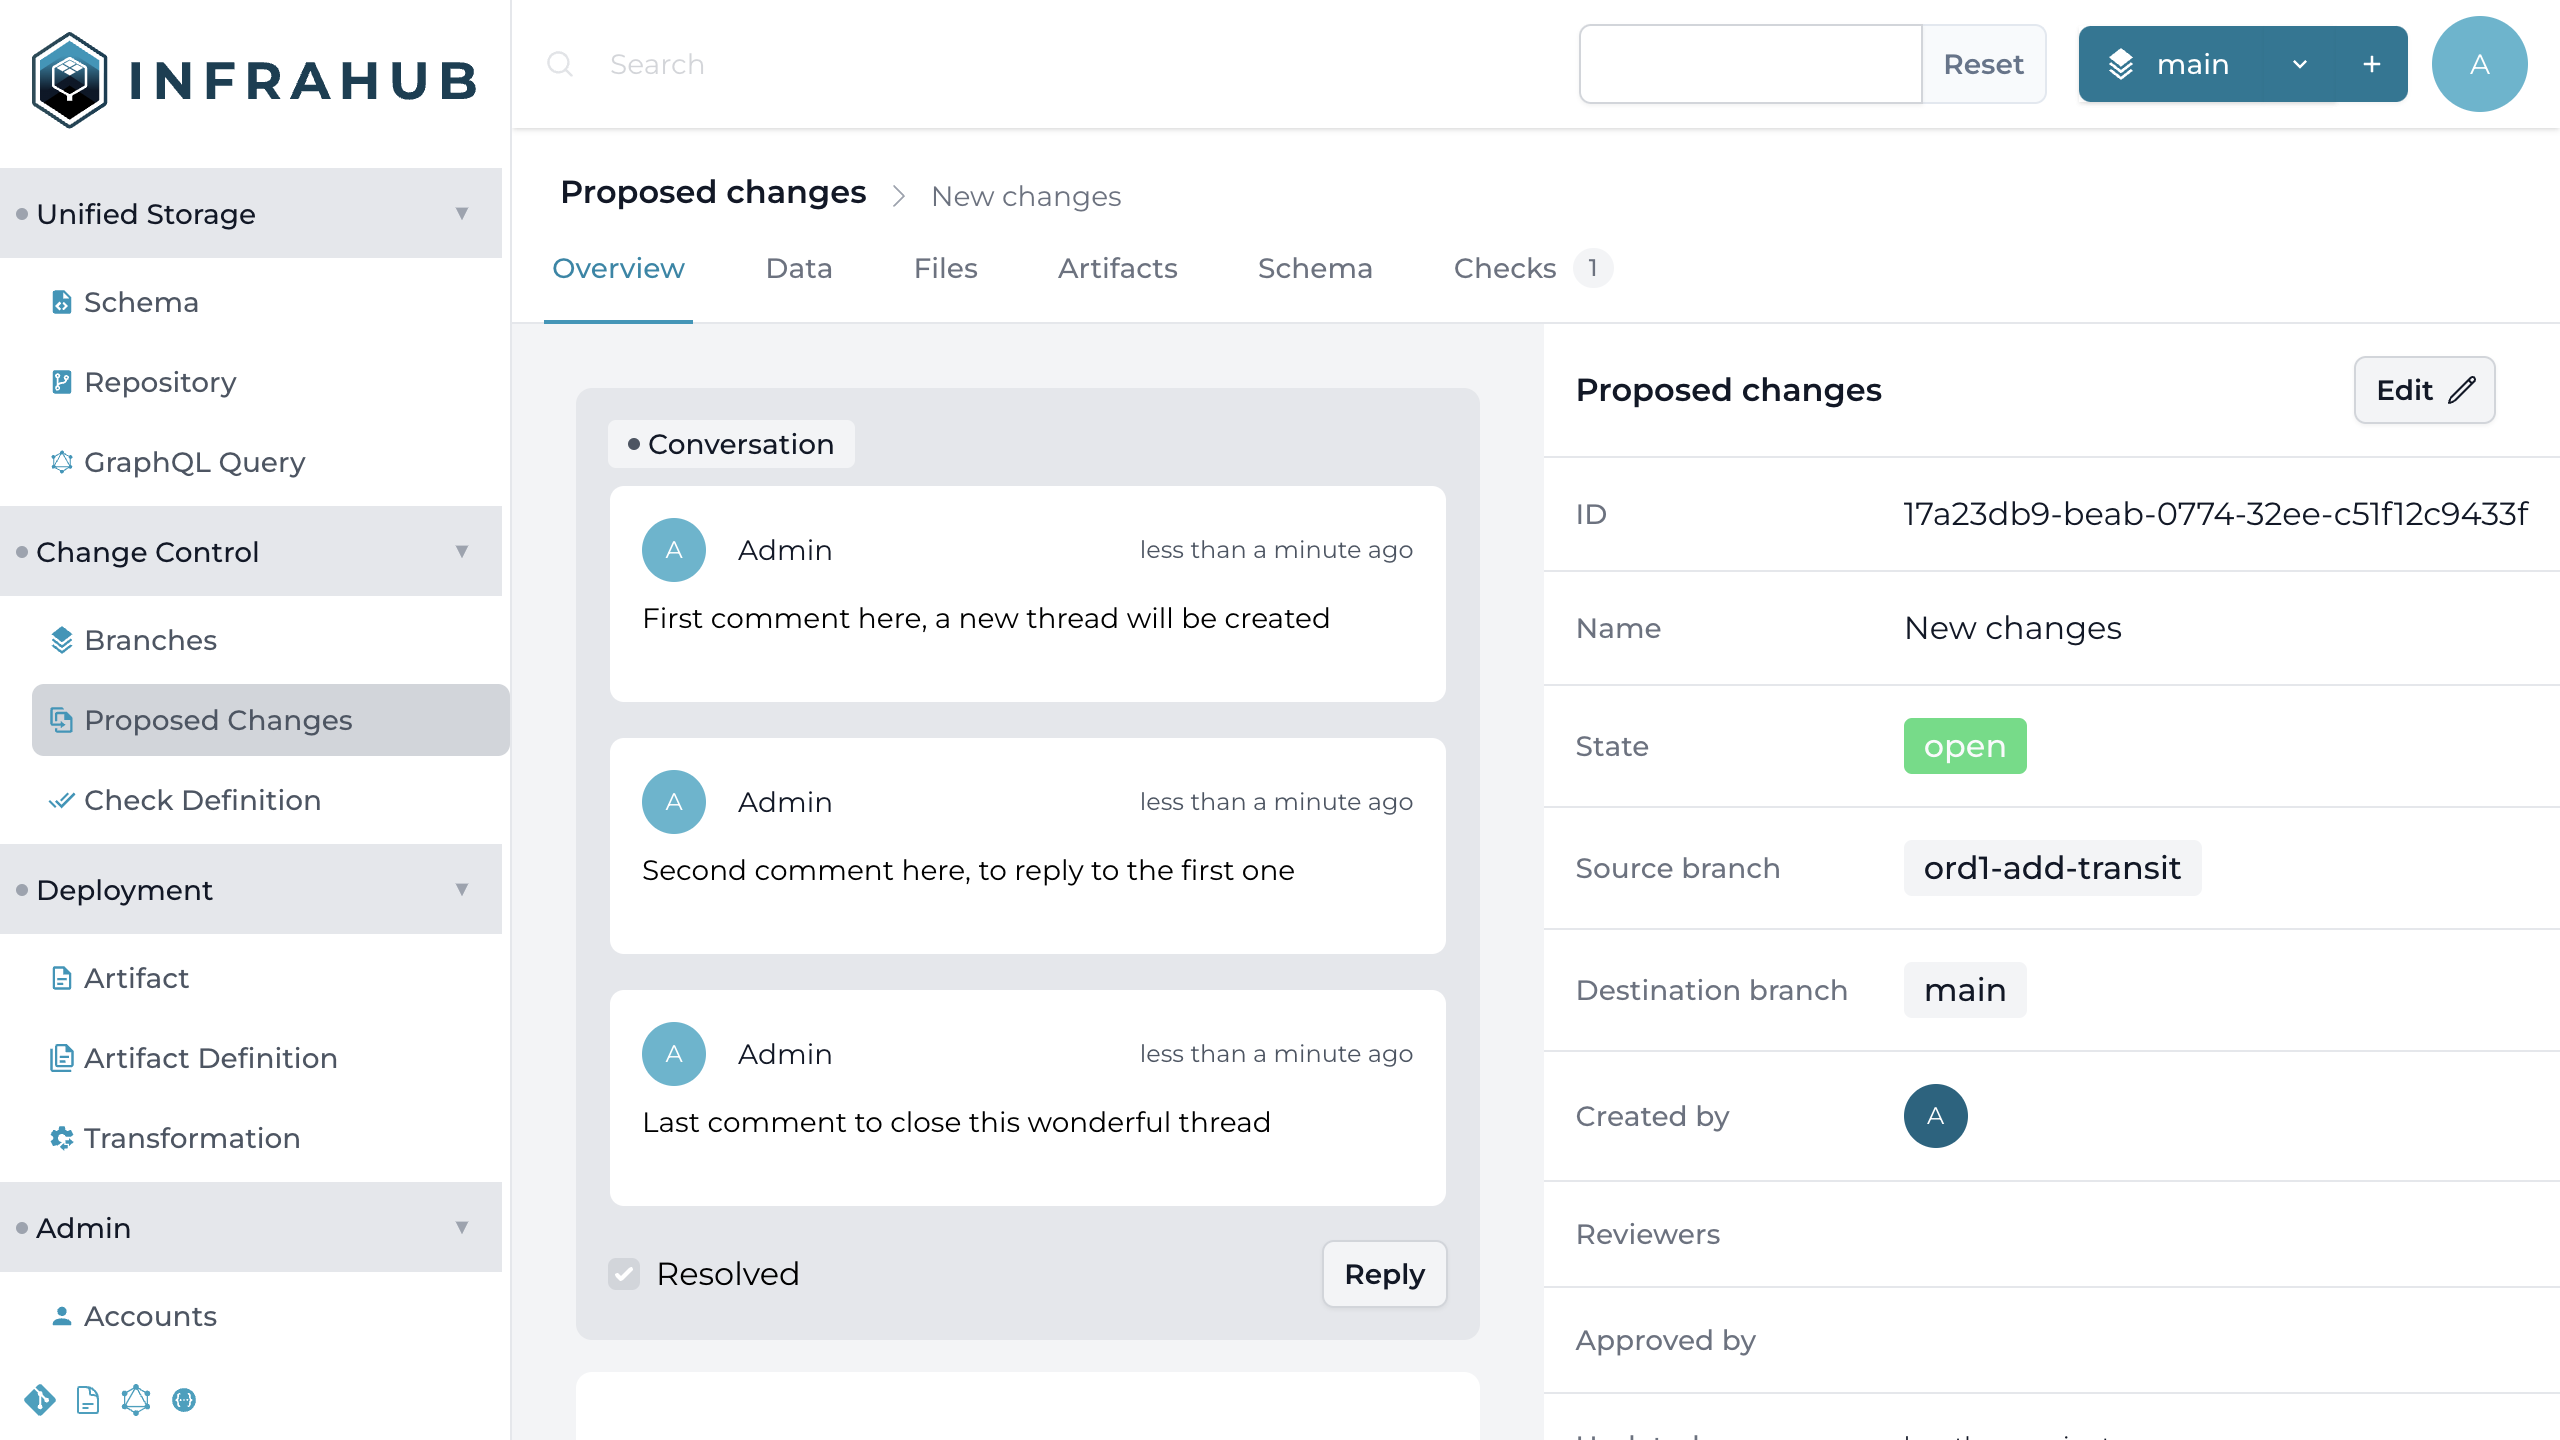 INFRAHUB
Search
Reset
main
+
A
Unified Storage
Schema
Repository
GraphQL Query
Change Control
Branches
Proposed Changes
Check Definition
Deployment
Artifact
Artifact Definition
Transformation
Admin
Accounts
Proposed changes > New changes
Overview Data Files Artifacts Schema Checks 1
Conversation
A Admin less than a minute ago
First comment here, a new thread will be created
A Admin less than a minute ago
Second comment here, to reply to the first one
A Admin less than a minute ago
Last comment to close this wonderful thread
Resolved Reply
Proposed changes Edit
ID 17a23db9-beab-0774-32ee-c51f12c9433f
Name New changes
State open
Source branch ord1-add-transit
Destination branch main
Created by A
Reviewers
Approved by